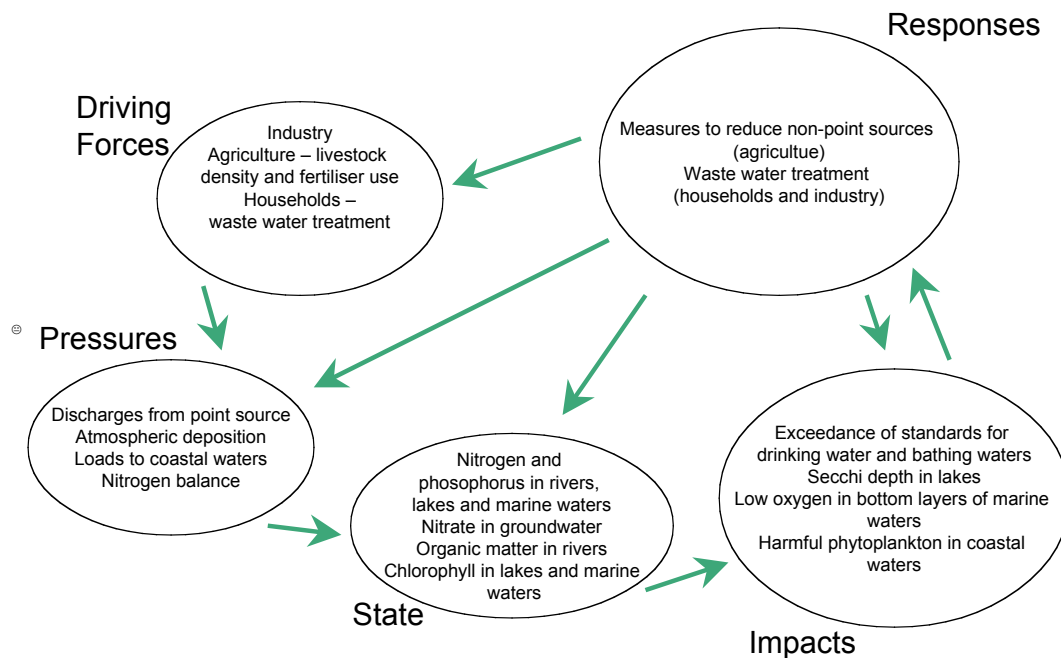 Responses
Measures to reduce non-point sources
(agricultue)
Waste water treatment
(households and industry)
Driving
Forces
Industry
Agriculture – livestock
density and fertiliser use
Households –
waste water treatment
Pressures
Discharges from point source
Atmospheric deposition
Loads to coastal waters
Nitrogen balance
Nitrogen and
phosophorus in rivers,
lakes and marine waters
Nitrate in groundwater
Organic matter in rivers
Chlorophyll in lakes and marine
waters
State
Exceedance of standards for
drinking water and bathing waters
Secchi depth in lakes
Low oxygen in bottom layers of marine
waters
Harmful phytoplankton in coastal
waters
Impacts